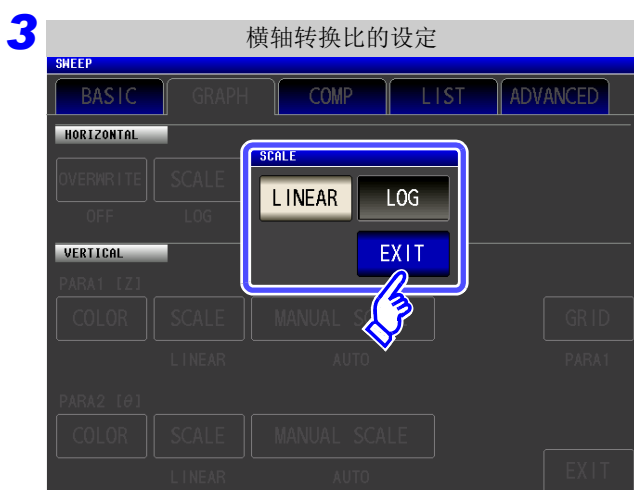 3
横轴转换比的设定
SWEEP
BASIC GRAPH COMP LIST ADVANCED
HORIZONTAL
SCALE
OVERWRITE SCALE
LINEAR LOG
OFF LOG
VERTICAL
EXIT
PARA1 [Z]
COLOR SCALE MANUAL S GRID
LINEAR AUTO PARA1
PARA2 [θ]
COLOR SCALE MANUAL SCALE
LINEAR AUTO
EXIT